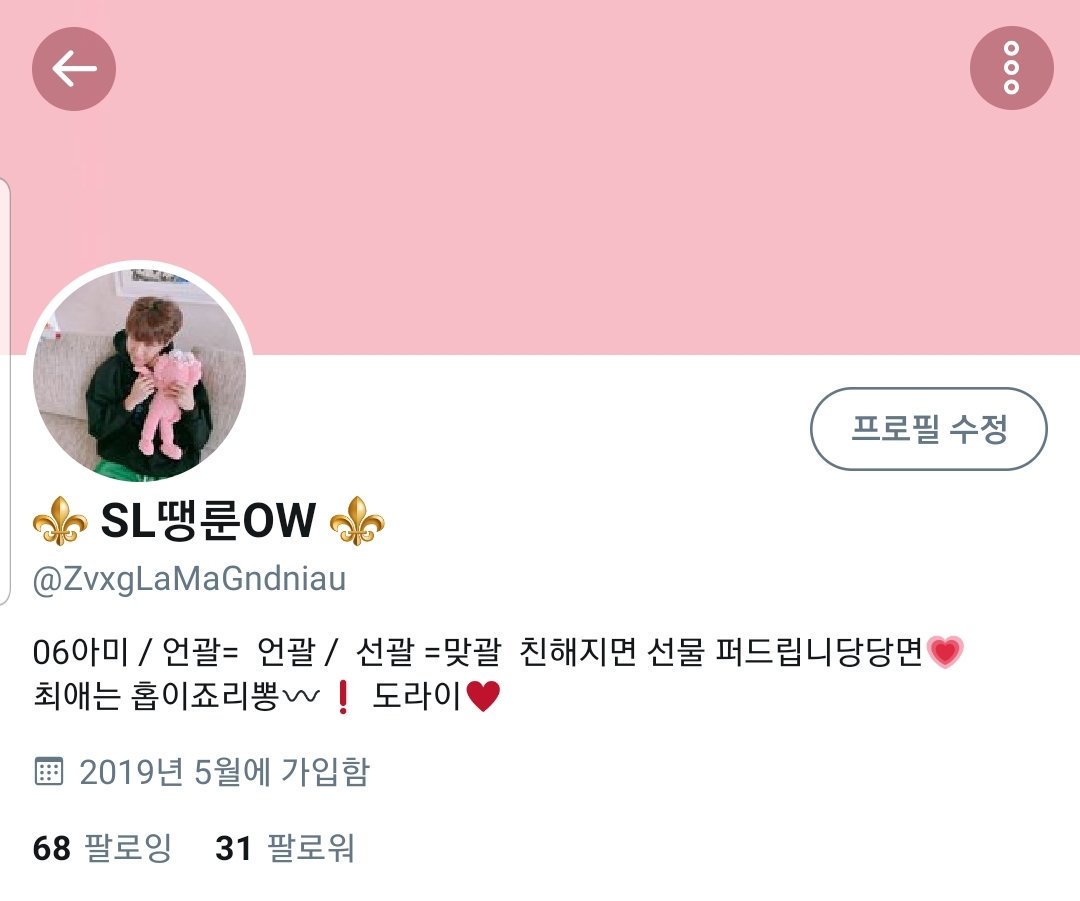 프로필 수정
⚜ SL땡룬OW ⚜
@ZvxgLaMaGndniau
06아미 / 언괄= 언괄 / 선괄 =맞괄 친해지면 선물 퍼드립니당당면💗
최애는 홉이죠리뽕〰❗ 도라이♥
2019년 5월에 가입함
68 팔로잉 31 팔로워